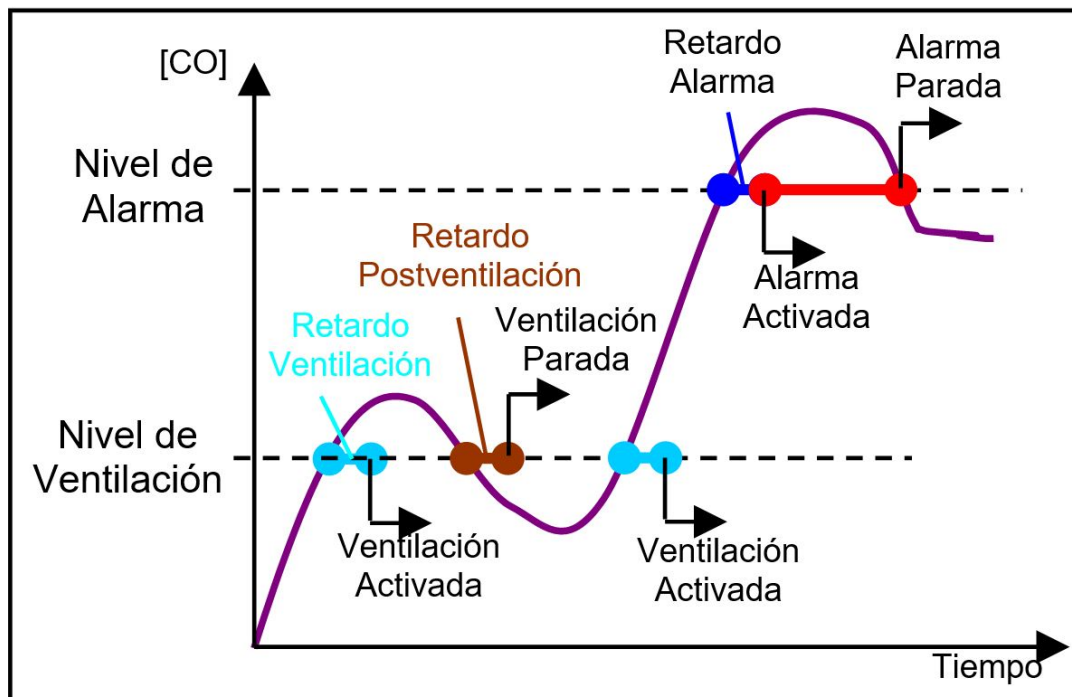 [CO]
Retardo
Alarma
Alarma
Parada
Nivel de
Alarma
Retardo
Postventilación
Alarma
Activada
Retardo
Ventilación
Ventilación
Parada
Nivel de
Ventilación
Ventilación
Activada
Ventilación
Activada
Tiempo